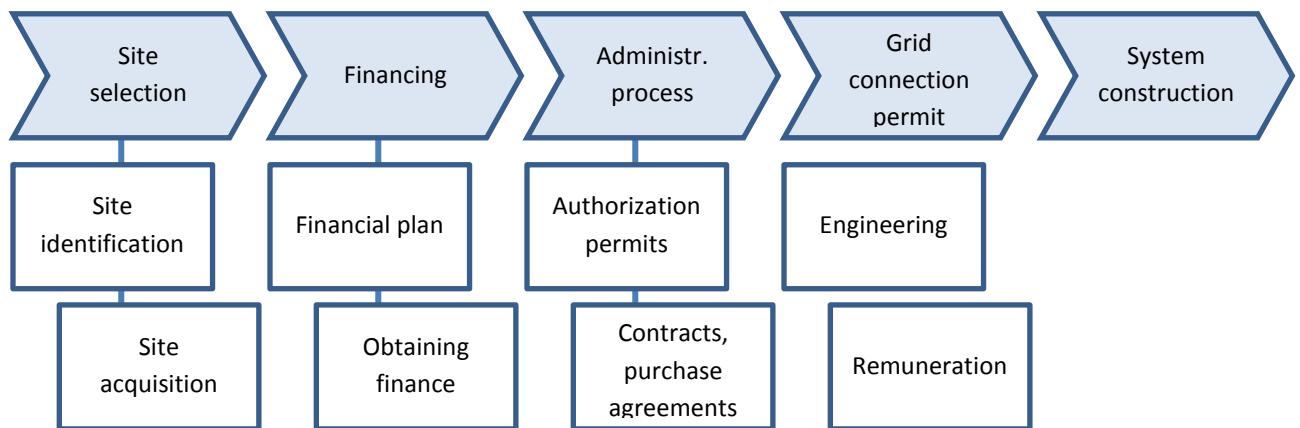 Site
selection
Financing
Administr.
process
Grid
connection
permit
System
construction
Site
identification
Financial plan
Authorization
permits
Engineering
Site
acquisition
Obtaining
finance
Contracts,
purchase
agreements
Remuneration